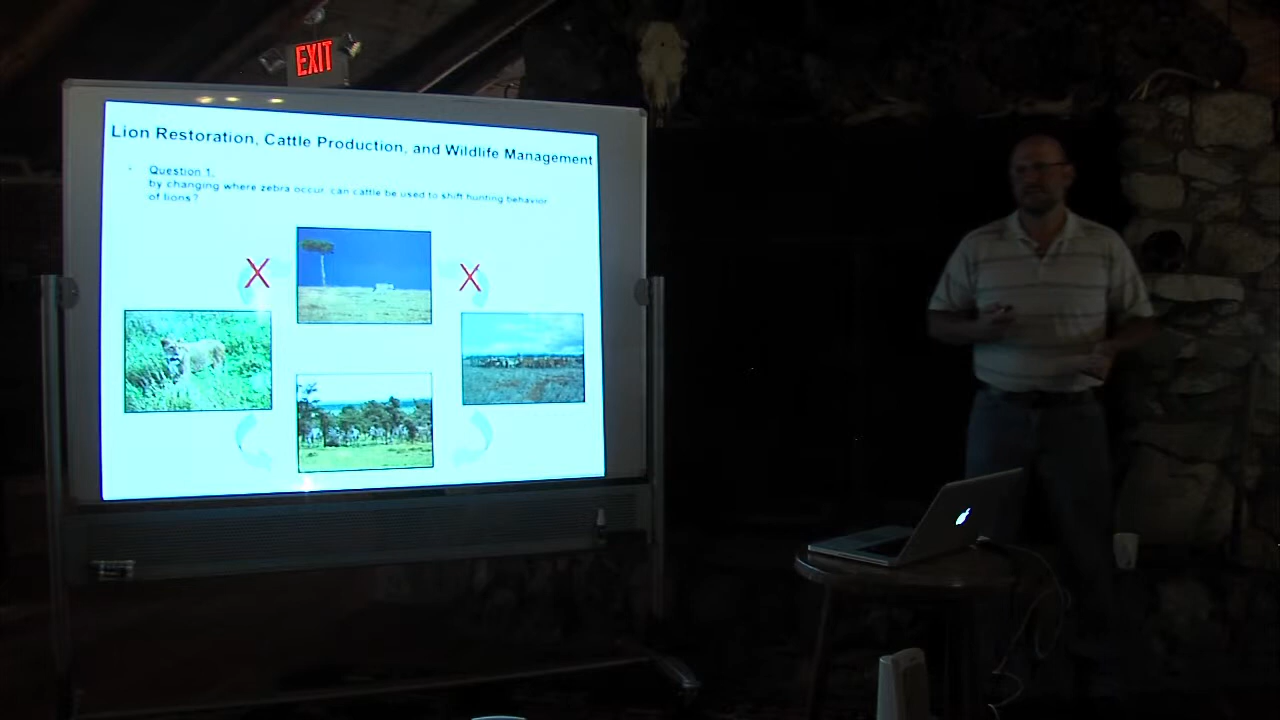 EXIT
Lion Restoration, Cattle Production, and Wildlife Management
Question 1.
by changing where zebra occur, can cattle be used to shift hunting behavior
of lions?
X X